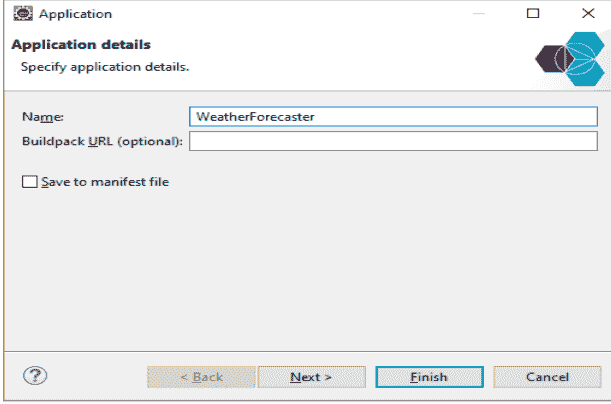 Application
Application details
Specify application details.
Name: WeatherForecaster
Buildpack URL (optional):
Save to manifest file
? < Back Next > Finish Cancel